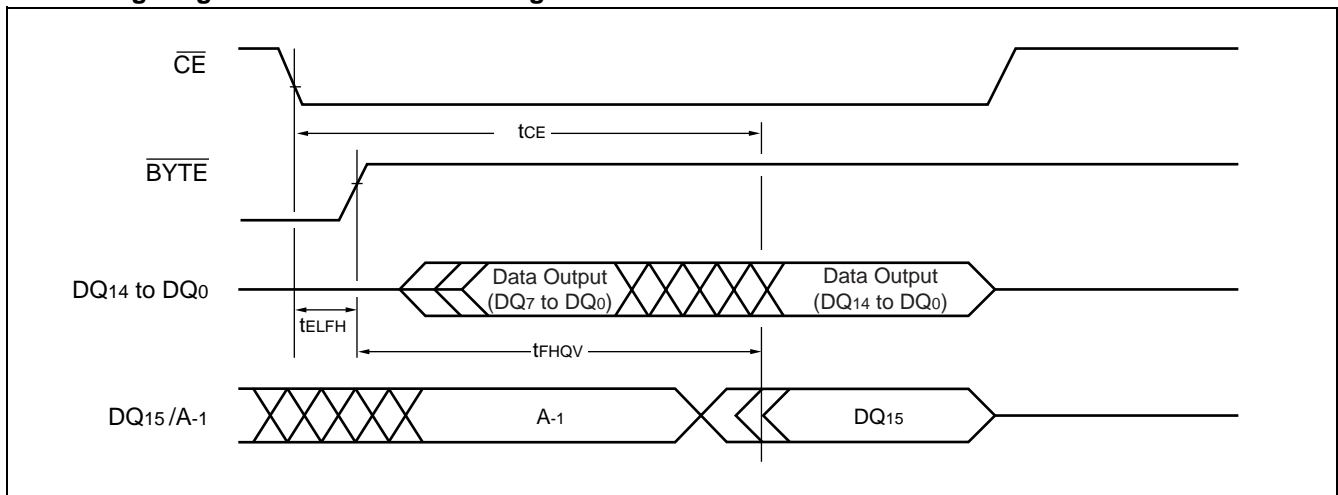 CE
tCE
BYTE
Data Output
(DQ7 to DQ0)
Data Output
(DQ14 to DQ0)
DQ14 to DQ0
tELFH
tFHQV
DQ15 /A-1
A-1
DQ15